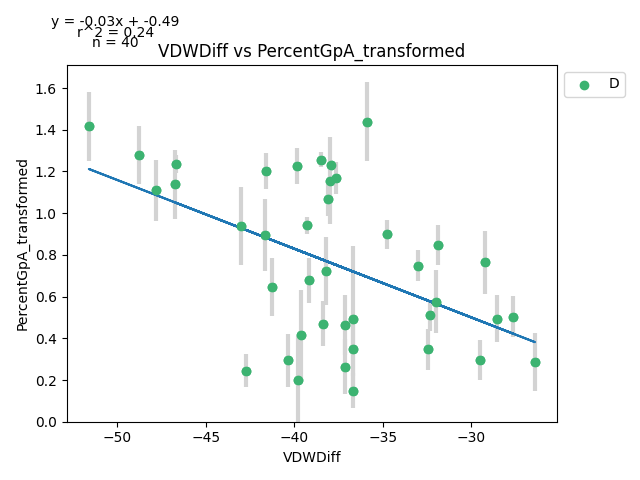 y = -0.03x + -0.49
r^2 = 0.24
n = 40
VDWDiff vs PercentGpA_transformed
D
PercentGpA_transformed
1.6
1.4
1.2
1.0
0.8
0.6
0.4
0.2
0.0
−50
−45
−40
−35
−30
VDWDiff